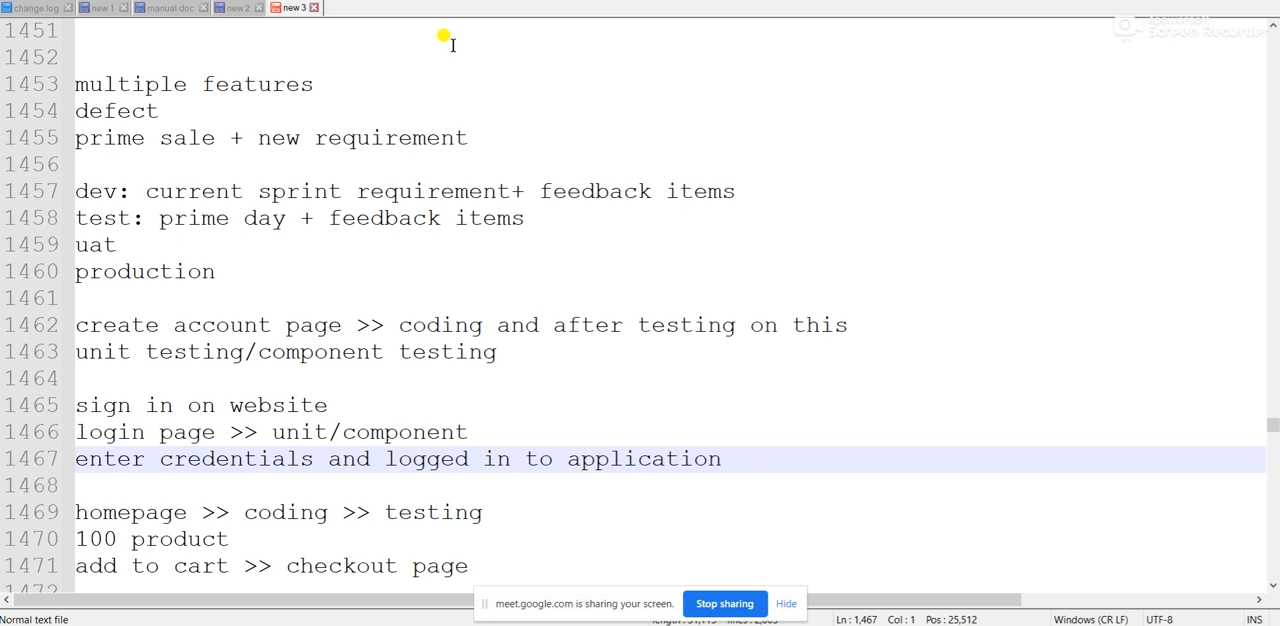 change.log new 1 manual doc new 2 new 3
Screen Recorder
1451
1452
1453 multiple features
1454 defect
1455 prime sale + new requirement
1456
1457 dev: current sprint requirement+ feedback items
1458 test: prime day + feedback items
1459 uat
1460 production
1461
1462 create account page >> coding and after testing on this
1463 unit testing/component testing
1464
1465 sign in on website
1466 login page >> unit/component
1467 enter credentials and logged in to application
1468
1469 homepage >> coding >> testing
1470 100 product
1471 add to cart >> checkout page
meet.google.com is sharing your screen. Stop sharing Hide
Normal text file Ln : 1,467 Col : 1 Pos : 25,512 Windows (CR LF) UTF-8 INS